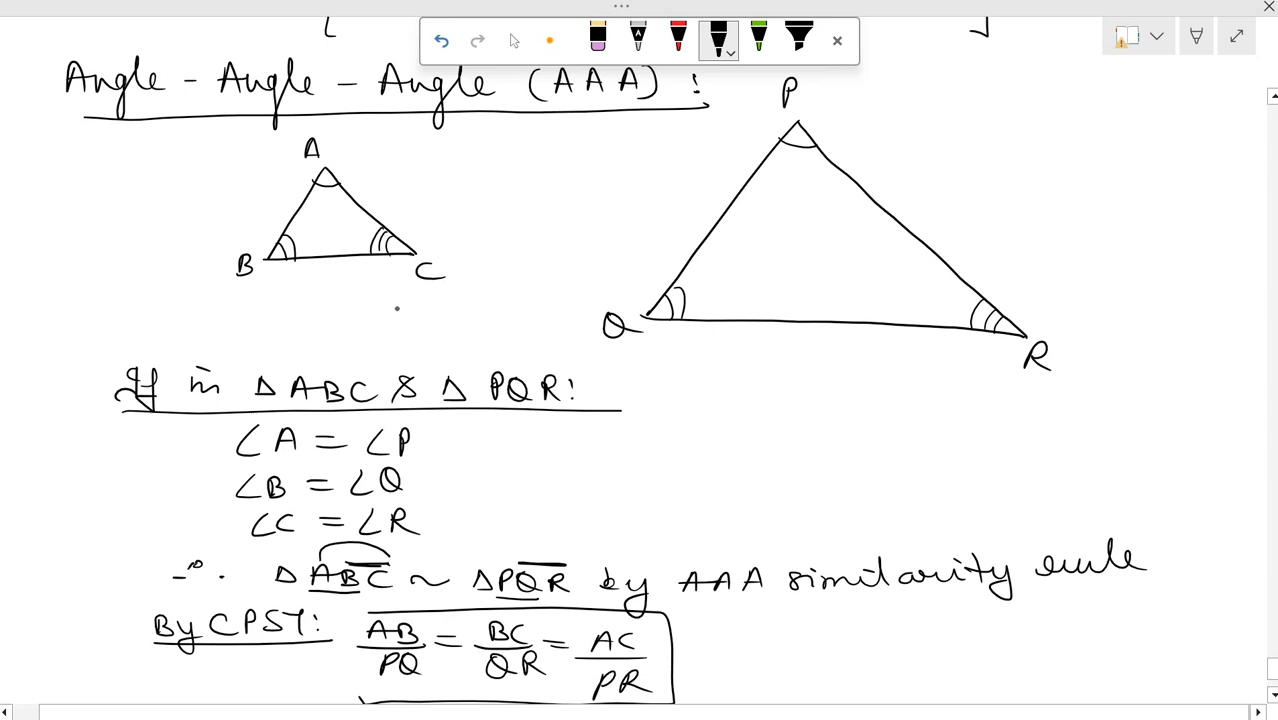 Angle - Angle - Angle (AAA) :
P
A
B
C
Q
R
If in Δ ABC & Δ PQR:
∠A = ∠P
∠B = ∠Q
∠C = ∠R
∴ Δ ABC ~ Δ PQR by AAA similarity rule
By CPST: AB/PQ = BC/QR = AC/PR